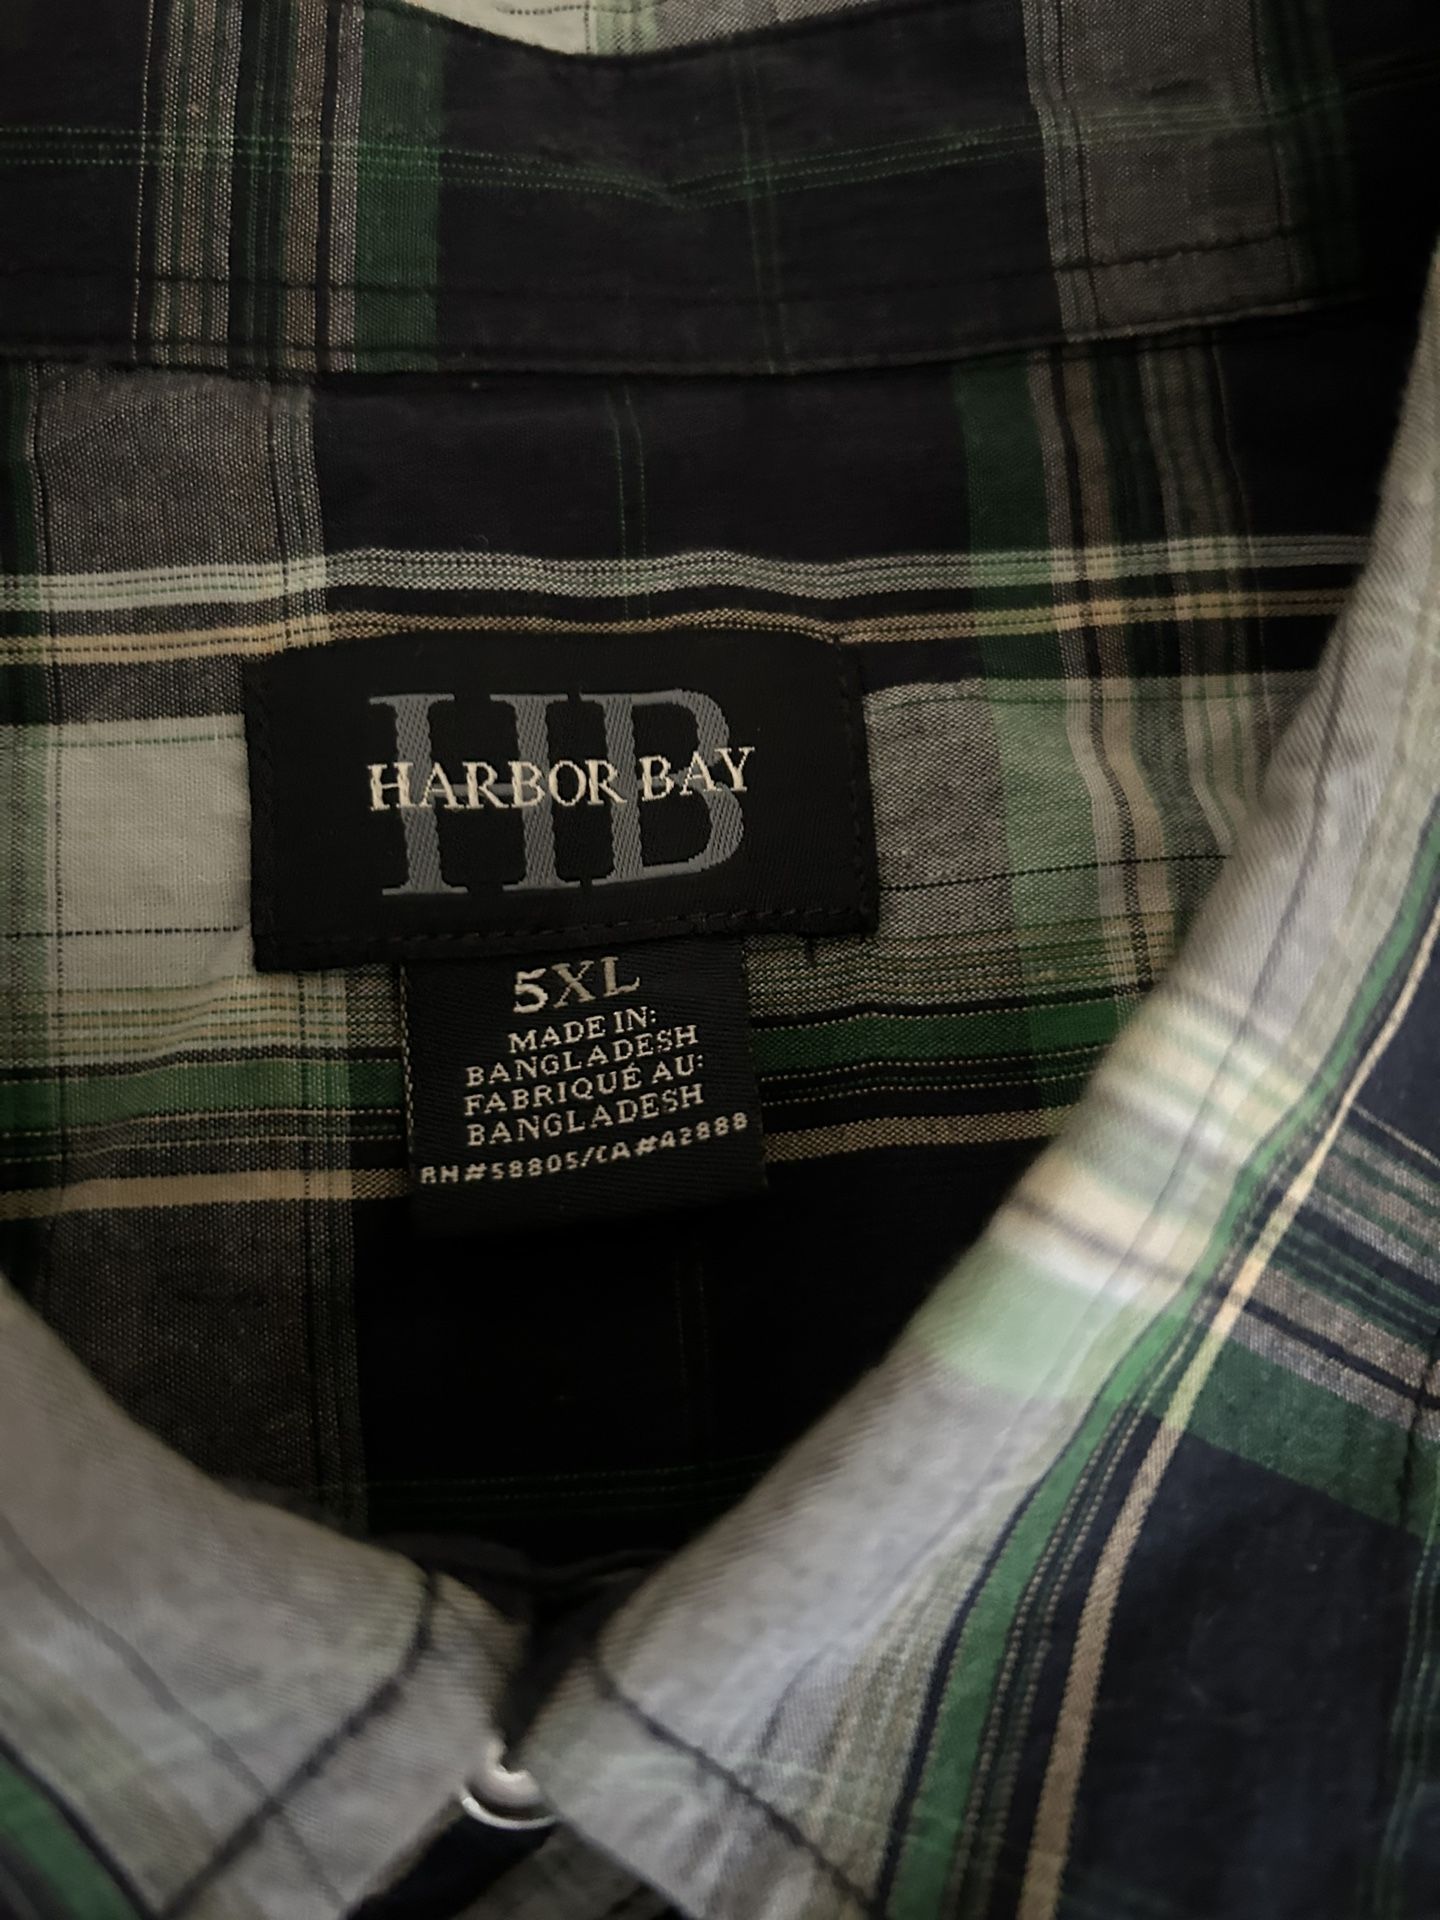 HB
HARBOR BAY
5XL
MADE IN:
BANGLADESH
FABRIQUÉ AU:
BANGLADESH
RN#58805/CA#42888